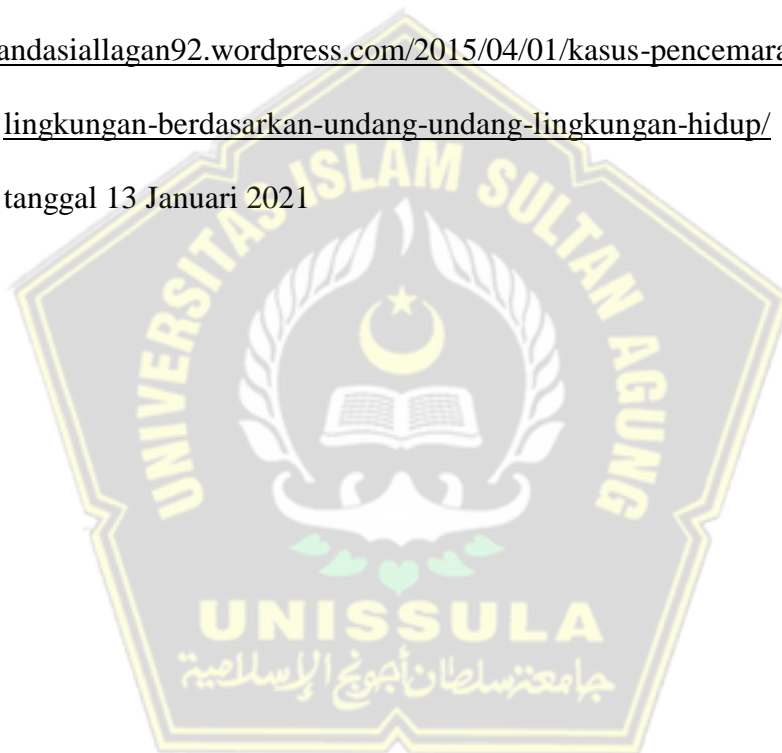 andasiallagan92.wordpress.com/2015/04/01/kasus-pencemara
lingkungan-berdasarkan-undang-undang-lingkungan-hidup/
tanggal 13 Januari 2021
UNIVERSITAS ISLAM SULTAN AGUNG
UNISSULA
جامعة سلطان أجونج الإسلامية